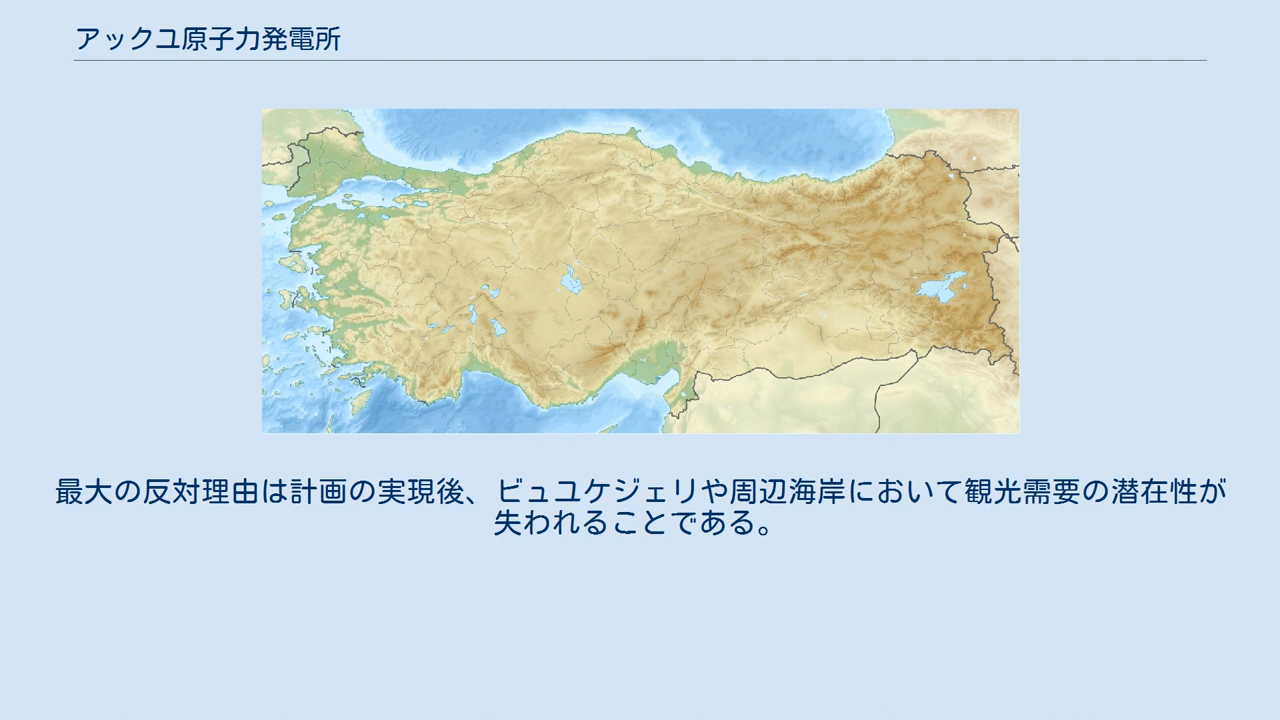 アックユ原子力発電所
最大の反対理由は計画の実現後、ビュユケジェリや周辺海岸において観光需要の潜在性が
失われることである。